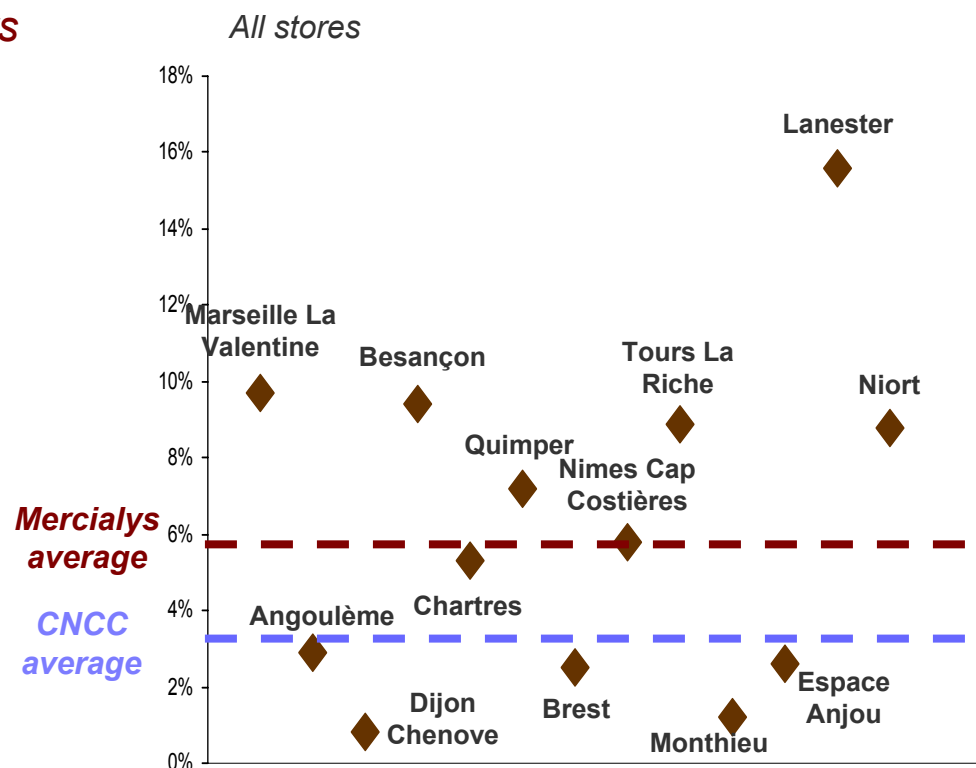 s
All stores
18%
16%
14%
12%
10%
8%
6%
4%
2%
0%
Lanester
Marseille La
Valentine
Besançon
Tours La
Riche
Niort
Quimper
Nimes Cap
Costières
Mercialys
average
Chartres
Angoulème
CNCC
average
Dijon
Chenove
Brest
Monthieu
Espace
Anjou